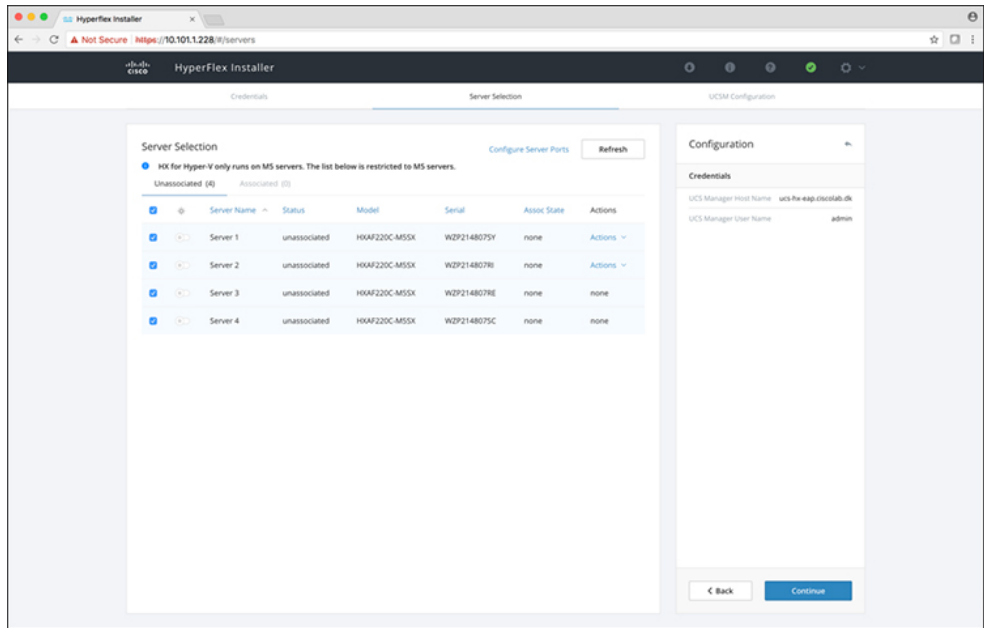 Hyperflex Installer
Not Secure https://10.101.1.228/#/servers
cisco HyperFlex Installer
Credentials Server Selection UCSM Configuration
Server Selection
Configure Server Ports Refresh
HX for Hyper-V only runs on M5 servers. The list below is restricted to M5 servers.
Unassociated (4) Associated (0)
Server Name Status Model Serial Assoc State Actions
Server 1 unassociated HXAF220C-M5SX WZP214807SY none Actions
Server 2 unassociated HXAF220C-M5SX WZP214807RI none Actions
Server 3 unassociated HXAF220C-M5SX WZP214807RE none none
Server 4 unassociated HXAF220C-M5SX WZP214807SC none none
Configuration
Credentials
UCS Manager Host Name ucs-hx-eap.ciscolab.dk
UCS Manager User Name admin
< Back Continue